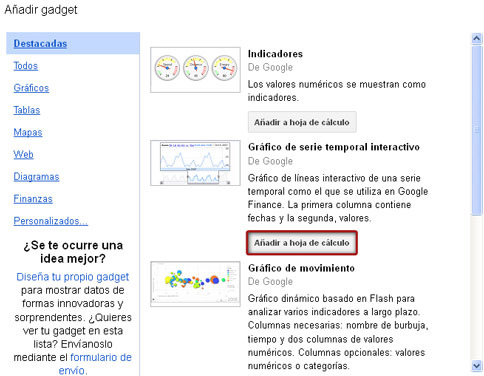 Añadir gadget
Destacadas
Todos
Gráficos
Tablas
Mapas
Web
Diagramas
Finanzas
Personalizados...
¿Se te ocurre una
idea mejor?
Diseña tu propio gadget
para mostrar datos de
formas innovadoras y
sorprendentes. ¿Quieres
ver tu gadget en esta
lista? Envíanoslo
mediante el formulario de
envío.
Indicadores
De Google
Los valores numéricos se muestran como
indicadores.
Añadir a hoja de cálculo
Gráfico de serie temporal interactivo
De Google
Gráfico de líneas interactivo de una serie
temporal como el que se utiliza en Google
Finance. La primera columna contiene
fechas y la segunda, valores.
Añadir a hoja de cálculo
Gráfico de movimiento
De Google
Gráfico dinámico basado en Flash para
analizar varios indicadores a largo plazo.
Columnas necesarias: nombre de burbuja,
tiempo y dos columnas de valores
numéricos. Columnas opcionales: valores
numéricos o categorías.